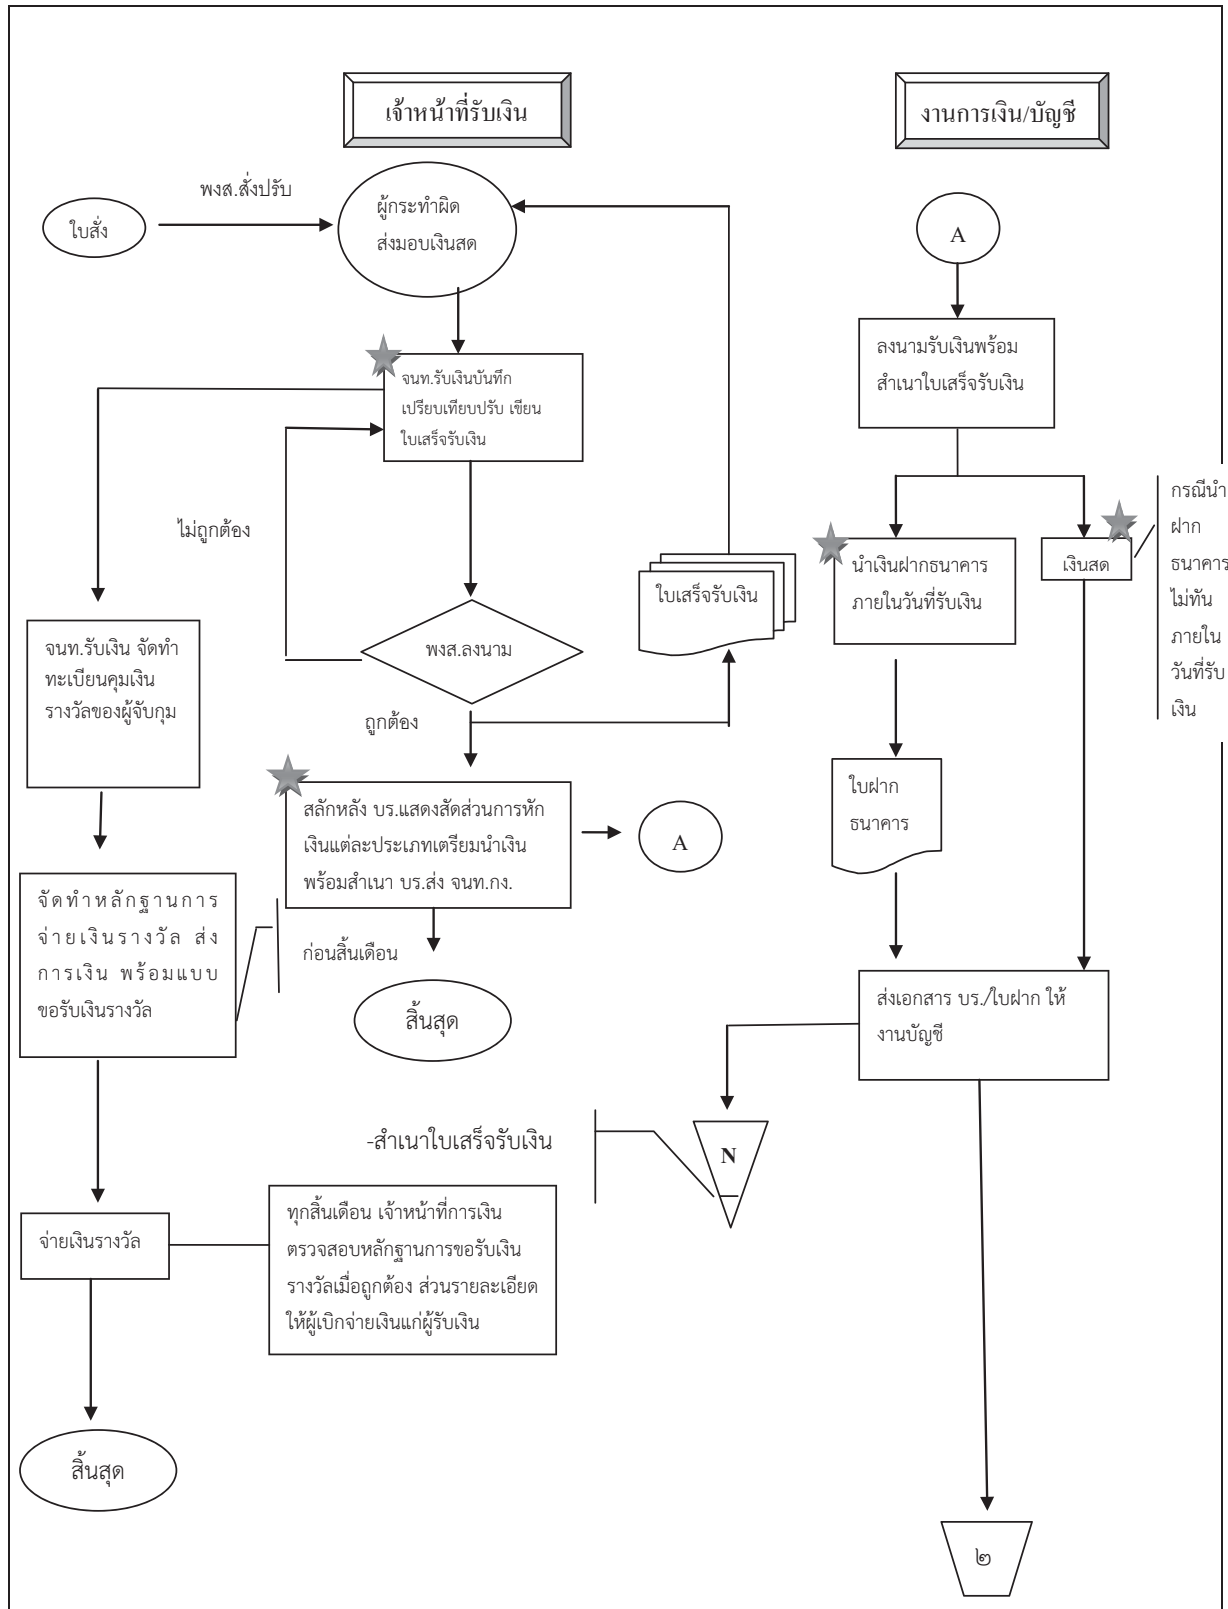 เจ้าหน้าที่รับเงิน
งานการเงิน/บัญชี
ใบสั่ง
พงส.สั่งปรับ
ผู้กระทำผิด
ส่งมอบเงินสด
A
ลงนามรับเงินพร้อม
สำเนาใบเสร็จรับเงิน
จนท.รับเงินบันทึก
เปรียบเทียบปรับ เขียน
ใบเสร็จรับเงิน
ไม่ถูกต้อง
ใบเสร็จรับเงิน
นำเงินฝากธนาคาร
ภายในวันที่รับเงิน
เงินสด
กรณีนำ
ฝาก
ธนาคาร
ไม่ทัน
ภายใน
วันที่รับ
เงิน
จนท.รับเงิน จัดทำ
ทะเบียนคุมเงิน
รางวัลของผู้จับกุม
พงส.ลงนาม
ถูกต้อง
สลักหลัง บร.แสดงสัดส่วนการหัก
เงินแต่ละประเภทเตรียมนำเงิน
พร้อมสำเนา บร.ส่ง จนท.กง.
A
ใบฝาก
ธนาคาร
จัดทำหลักฐานการ
จ่ายเงินรางวัล ส่ง
การเงิน พร้อมแบบ
ขอรับเงินรางวัล
ก่อนสิ้นเดือน
สิ้นสุด
ส่งเอกสาร บร./ใบฝาก ให้
งานบัญชี
-สำเนาใบเสร็จรับเงิน
N
จ่ายเงินรางวัล
ทุกสิ้นเดือน เจ้าหน้าที่การเงิน
ตรวจสอบหลักฐานการขอรับเงิน
รางวัลเมื่อถูกต้อง ส่วนรายละเอียด
ให้ผู้เบิกจ่ายเงินแก่ผู้รับเงิน
สิ้นสุด
๒